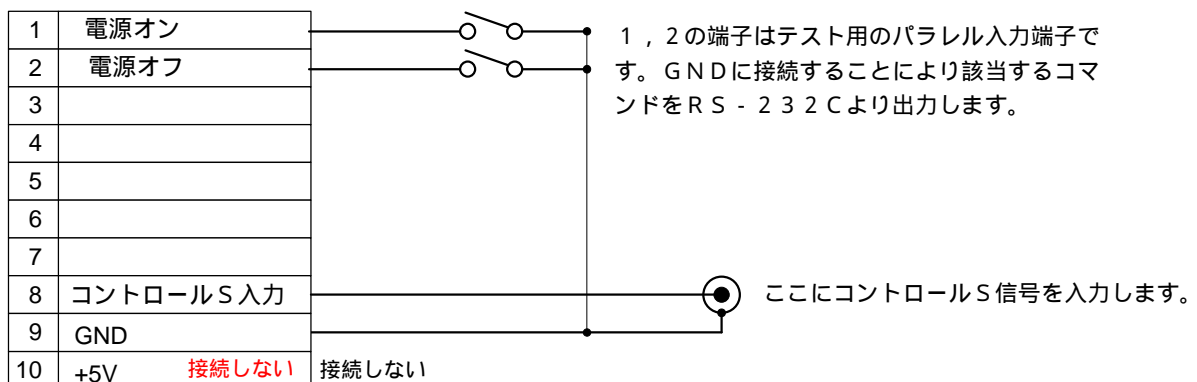 1 電源オン
2 電源オフ
3
4
5
6
7
8 コントロールS入力
9 GND
10 +5V 接続しない 接続しない
1,2の端子はテスト用のパラレル入力端子で
す。GNDに接続することにより該当するコマ
ンドをRS-232Cより出力します。
ここにコントロールS信号を入力します。